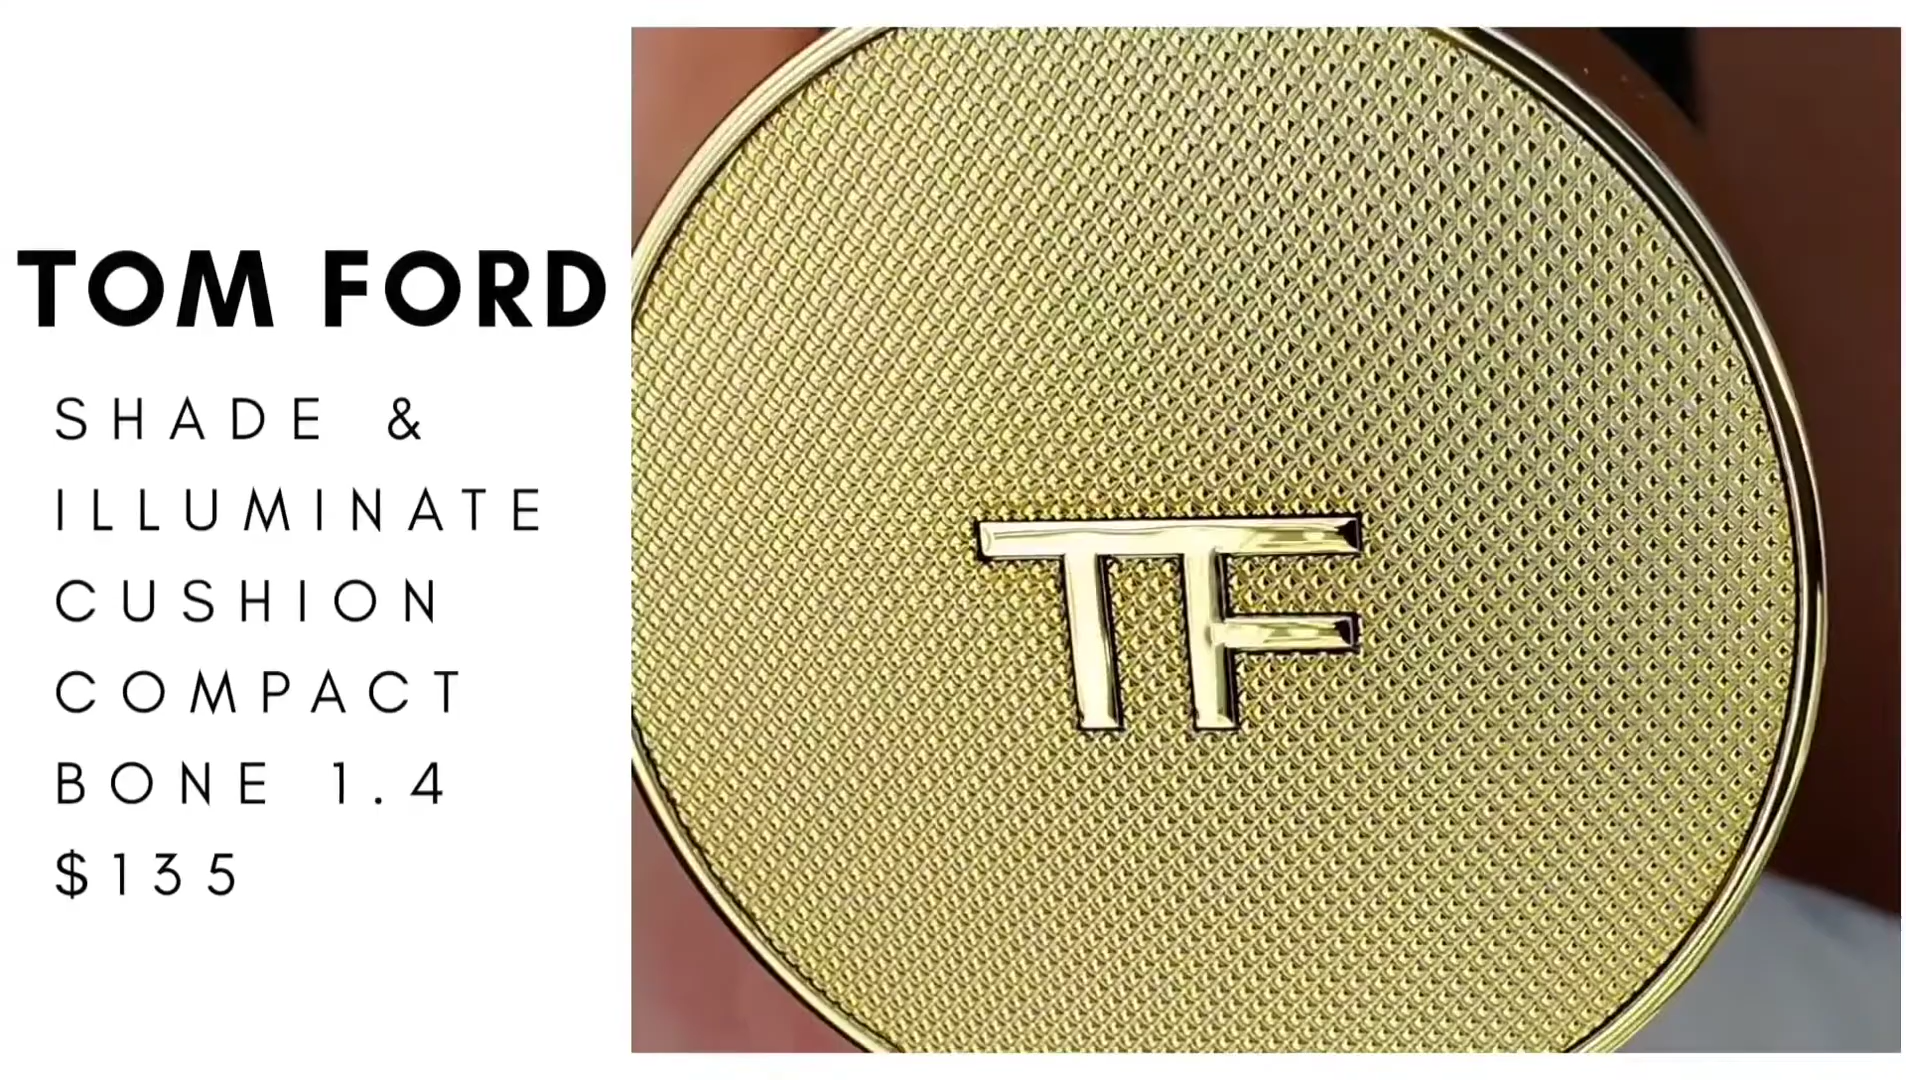 TOM FORD
SHADE &
ILLUMINATE
CUSHION
COMPACT
BONE 1.4
$135
TF